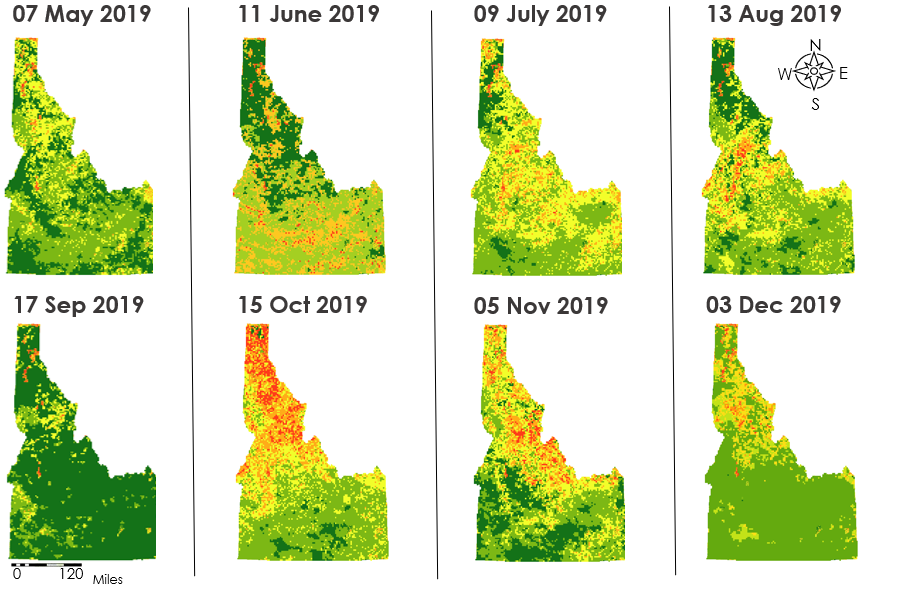 07 May 2019
11 June 2019
09 July 2019
13 Aug 2019
N
W E
S
17 Sep 2019
15 Oct 2019
05 Nov 2019
03 Dec 2019
0 120 Miles